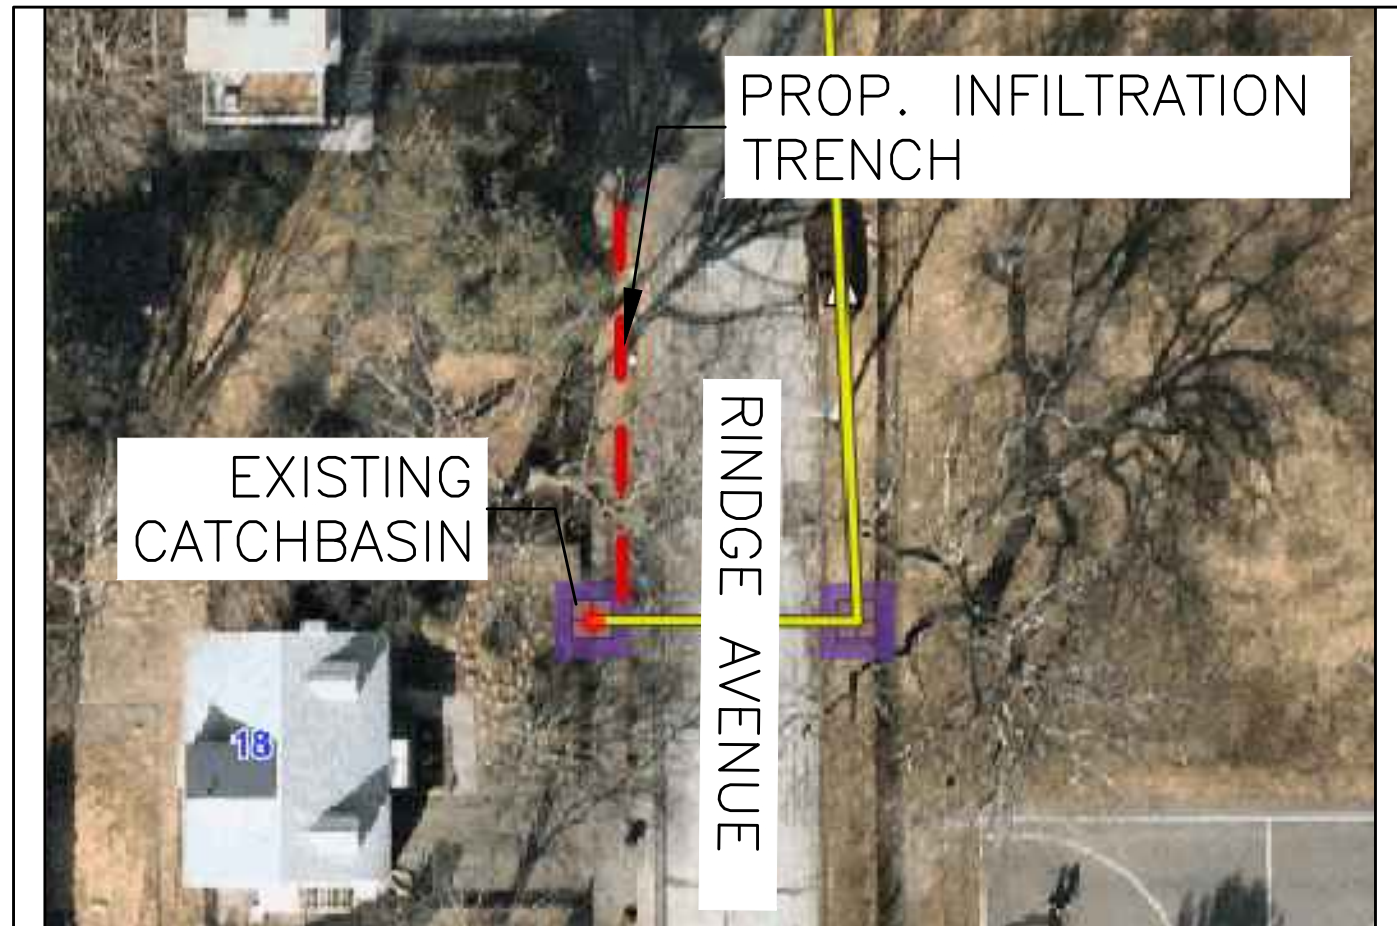 PROP. INFILTRATION
TRENCH
EXISTING
CATCHBASIN
RINDGE AVENUE
18